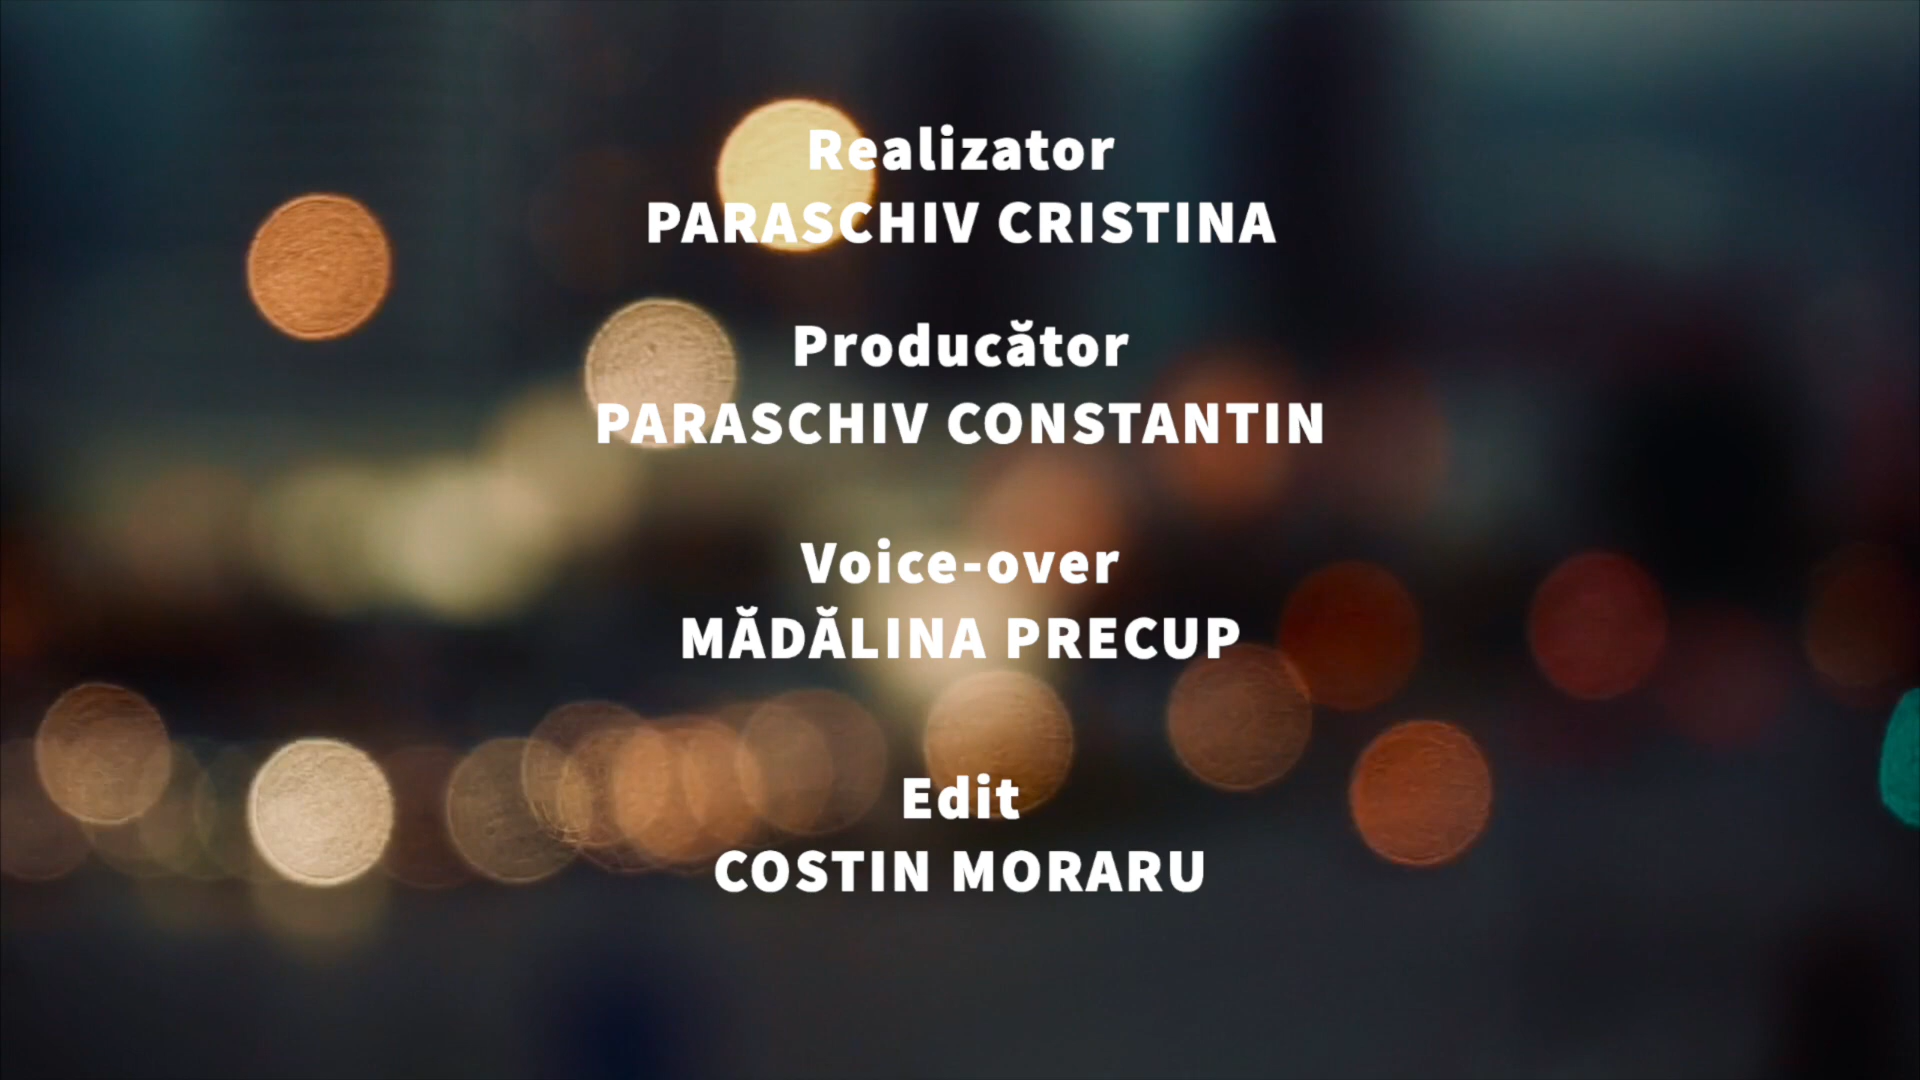 Realizator
PARASCHIV CRISTINA
Producător
PARASCHIV CONSTANTIN
Voice-over
MĂDĂLINA PRECUP
Edit
COSTIN MORARU